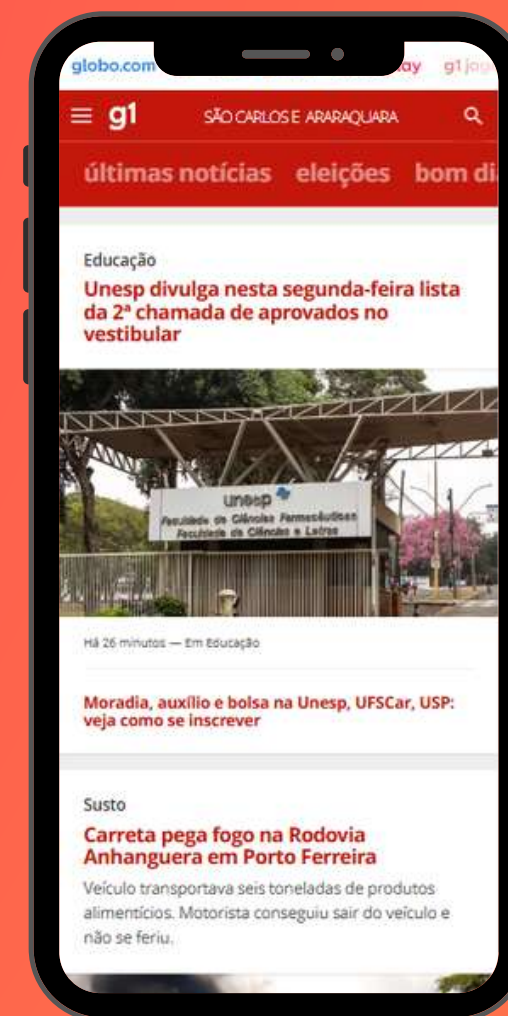 globo.com
g1 jog
g1
SÃO CARLOS E ARARAQUARA
últimas notícias eleições bom di
Educação
Unesp divulga nesta segunda-feira lista
da 2ª chamada de aprovados no
vestibular
unesp
Faculdade de Ciências Farmacêuticas
Faculdade de Ciências e Letras
Há 26 minutos — Em Educação
Moradia, auxílio e bolsa na Unesp, UFSCar, USP:
veja como se inscrever
Susto
Carreta pega fogo na Rodovia
Anhanguera em Porto Ferreira
Veículo transportava seis toneladas de produtos
alimentícios. Motorista conseguiu sair do veículo e
não se feriu.